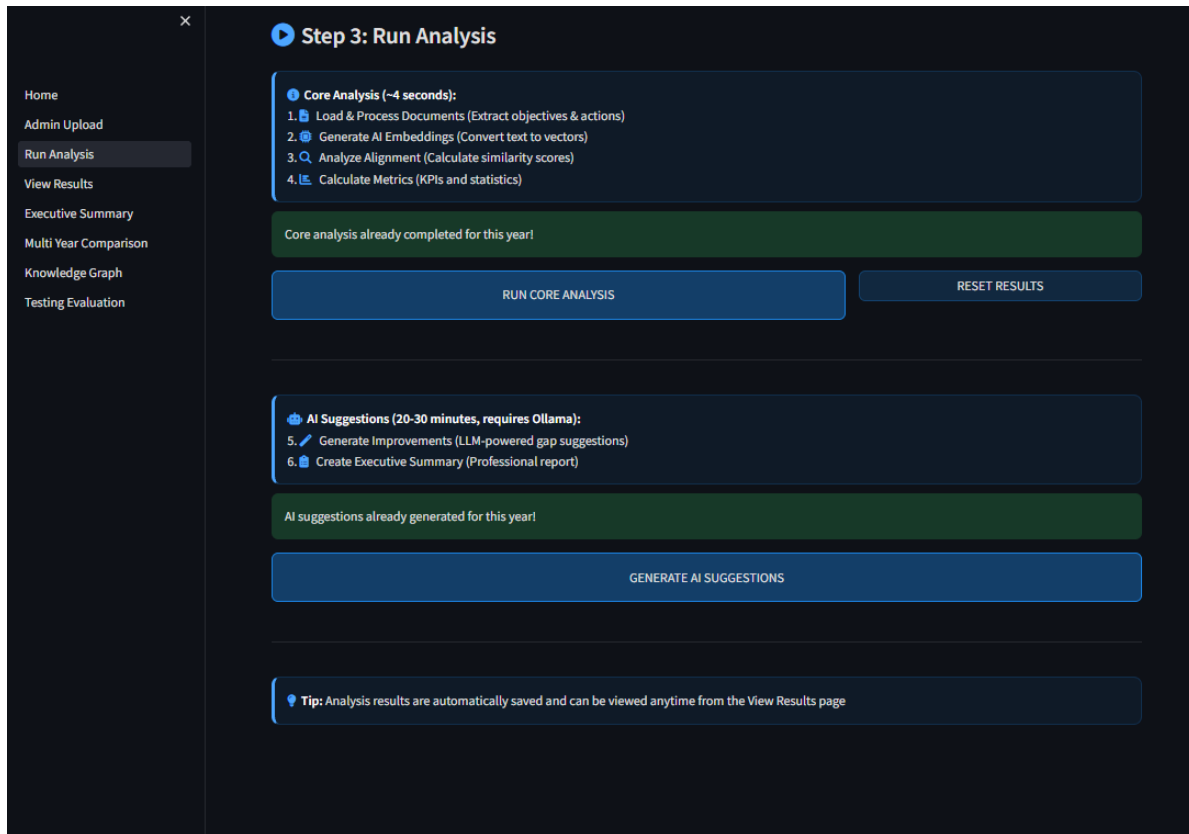 Home
Admin Upload
Run Analysis
View Results
Executive Summary
Multi Year Comparison
Knowledge Graph
Testing Evaluation
Step 3: Run Analysis
Core Analysis (~4 seconds):
1. Load & Process Documents (Extract objectives & actions)
2. Generate AI Embeddings (Convert text to vectors)
3. Analyze Alignment (Calculate similarity scores)
4. Calculate Metrics (KPIs and statistics)
Core analysis already completed for this year!
RUN CORE ANALYSIS
RESET RESULTS
AI Suggestions (20-30 minutes, requires Ollama):
5. Generate Improvements (LLM-powered gap suggestions)
6. Create Executive Summary (Professional report)
AI suggestions already generated for this year!
GENERATE AI SUGGESTIONS
Tip: Analysis results are automatically saved and can be viewed anytime from the View Results page